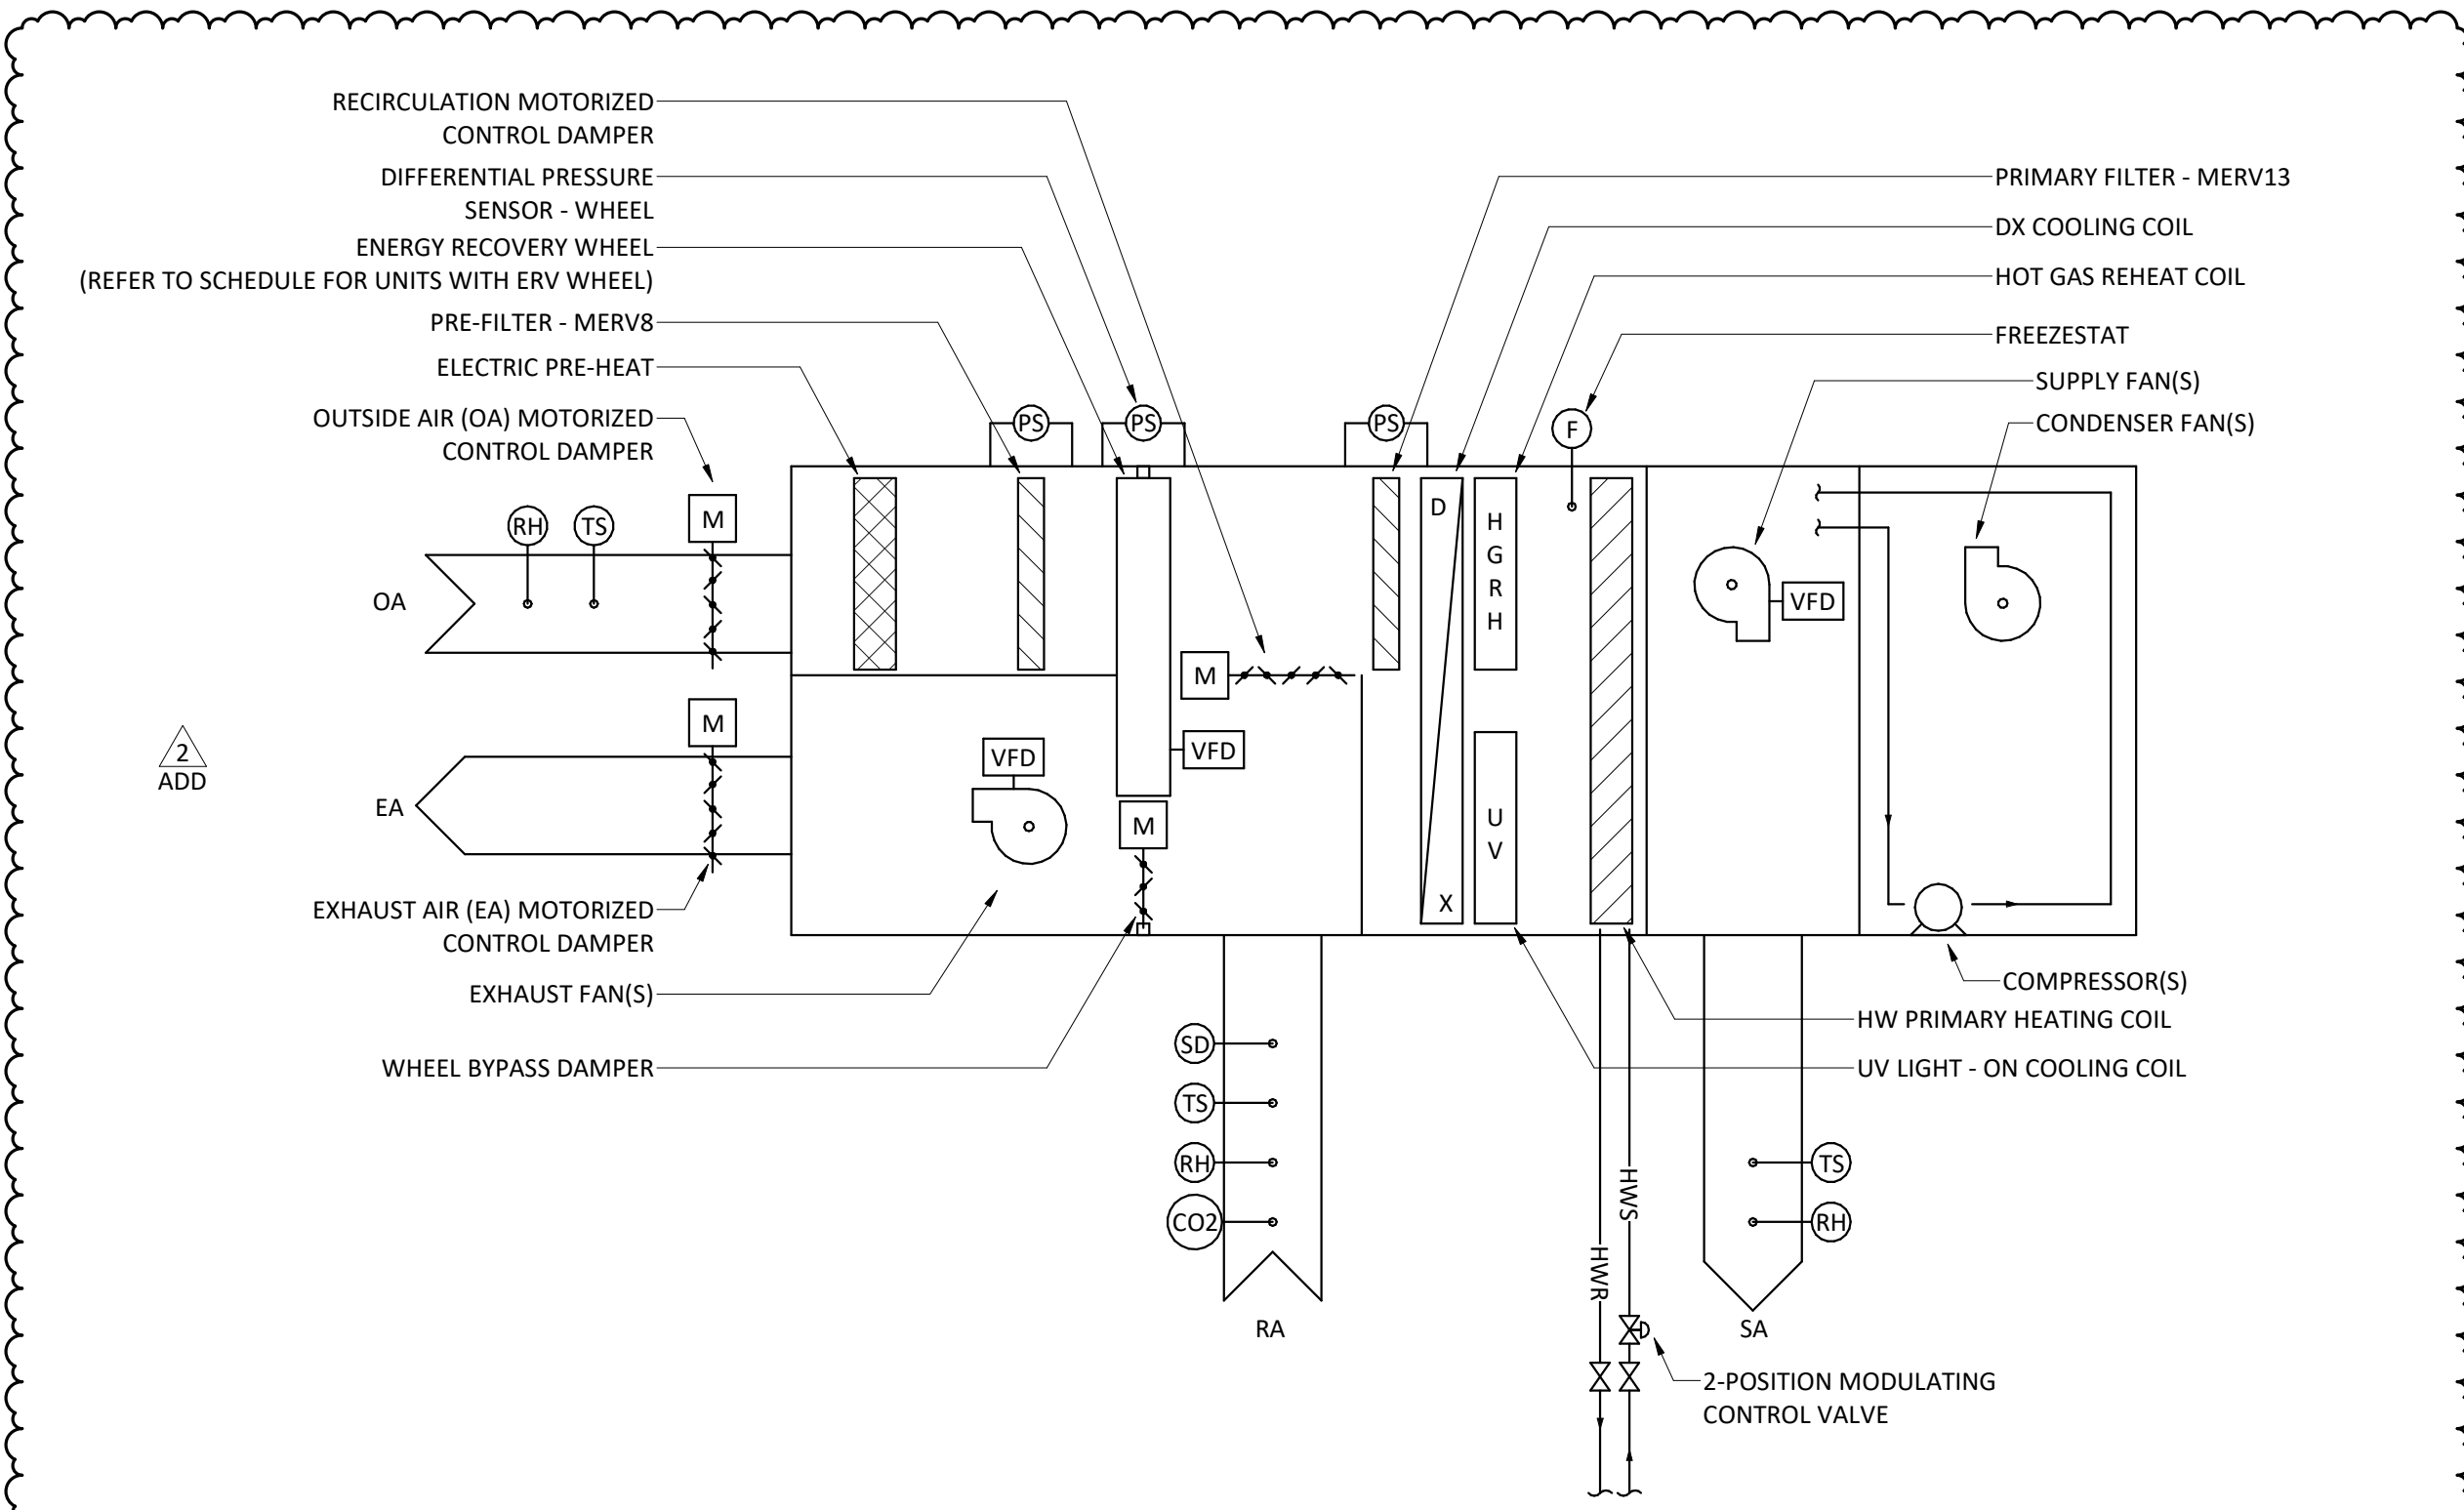 RECIRCULATION MOTORIZED
CONTROL DAMPER
DIFFERENTIAL PRESSURE
SENSOR - WHEEL
ENERGY RECOVERY WHEEL
(REFER TO SCHEDULE FOR UNITS WITH ERV WHEEL)
PRE-FILTER - MERV8
ELECTRIC PRE-HEAT
OUTSIDE AIR (OA) MOTORIZED
CONTROL DAMPER
PRIMARY FILTER - MERV13
DX COOLING COIL
HOT GAS REHEAT COIL
FREEZESTAT
SUPPLY FAN(S)
CONDENSER FAN(S)
PS
PS
PS
F
RH
TS
M
D
H
G
R
H
OA
VFD
M
M
2
ADD
VFD
VFD
EA
M
U
V
X
EXHAUST AIR (EA) MOTORIZED
CONTROL DAMPER
EXHAUST FAN(S)
WHEEL BYPASS DAMPER
COMPRESSOR(S)
HW PRIMARY HEATING COIL
UV LIGHT - ON COOLING COIL
SD
TS
RH
CO2
HWS
HWR
TS
RH
RA
SA
2-POSITION MODULATING
CONTROL VALVE